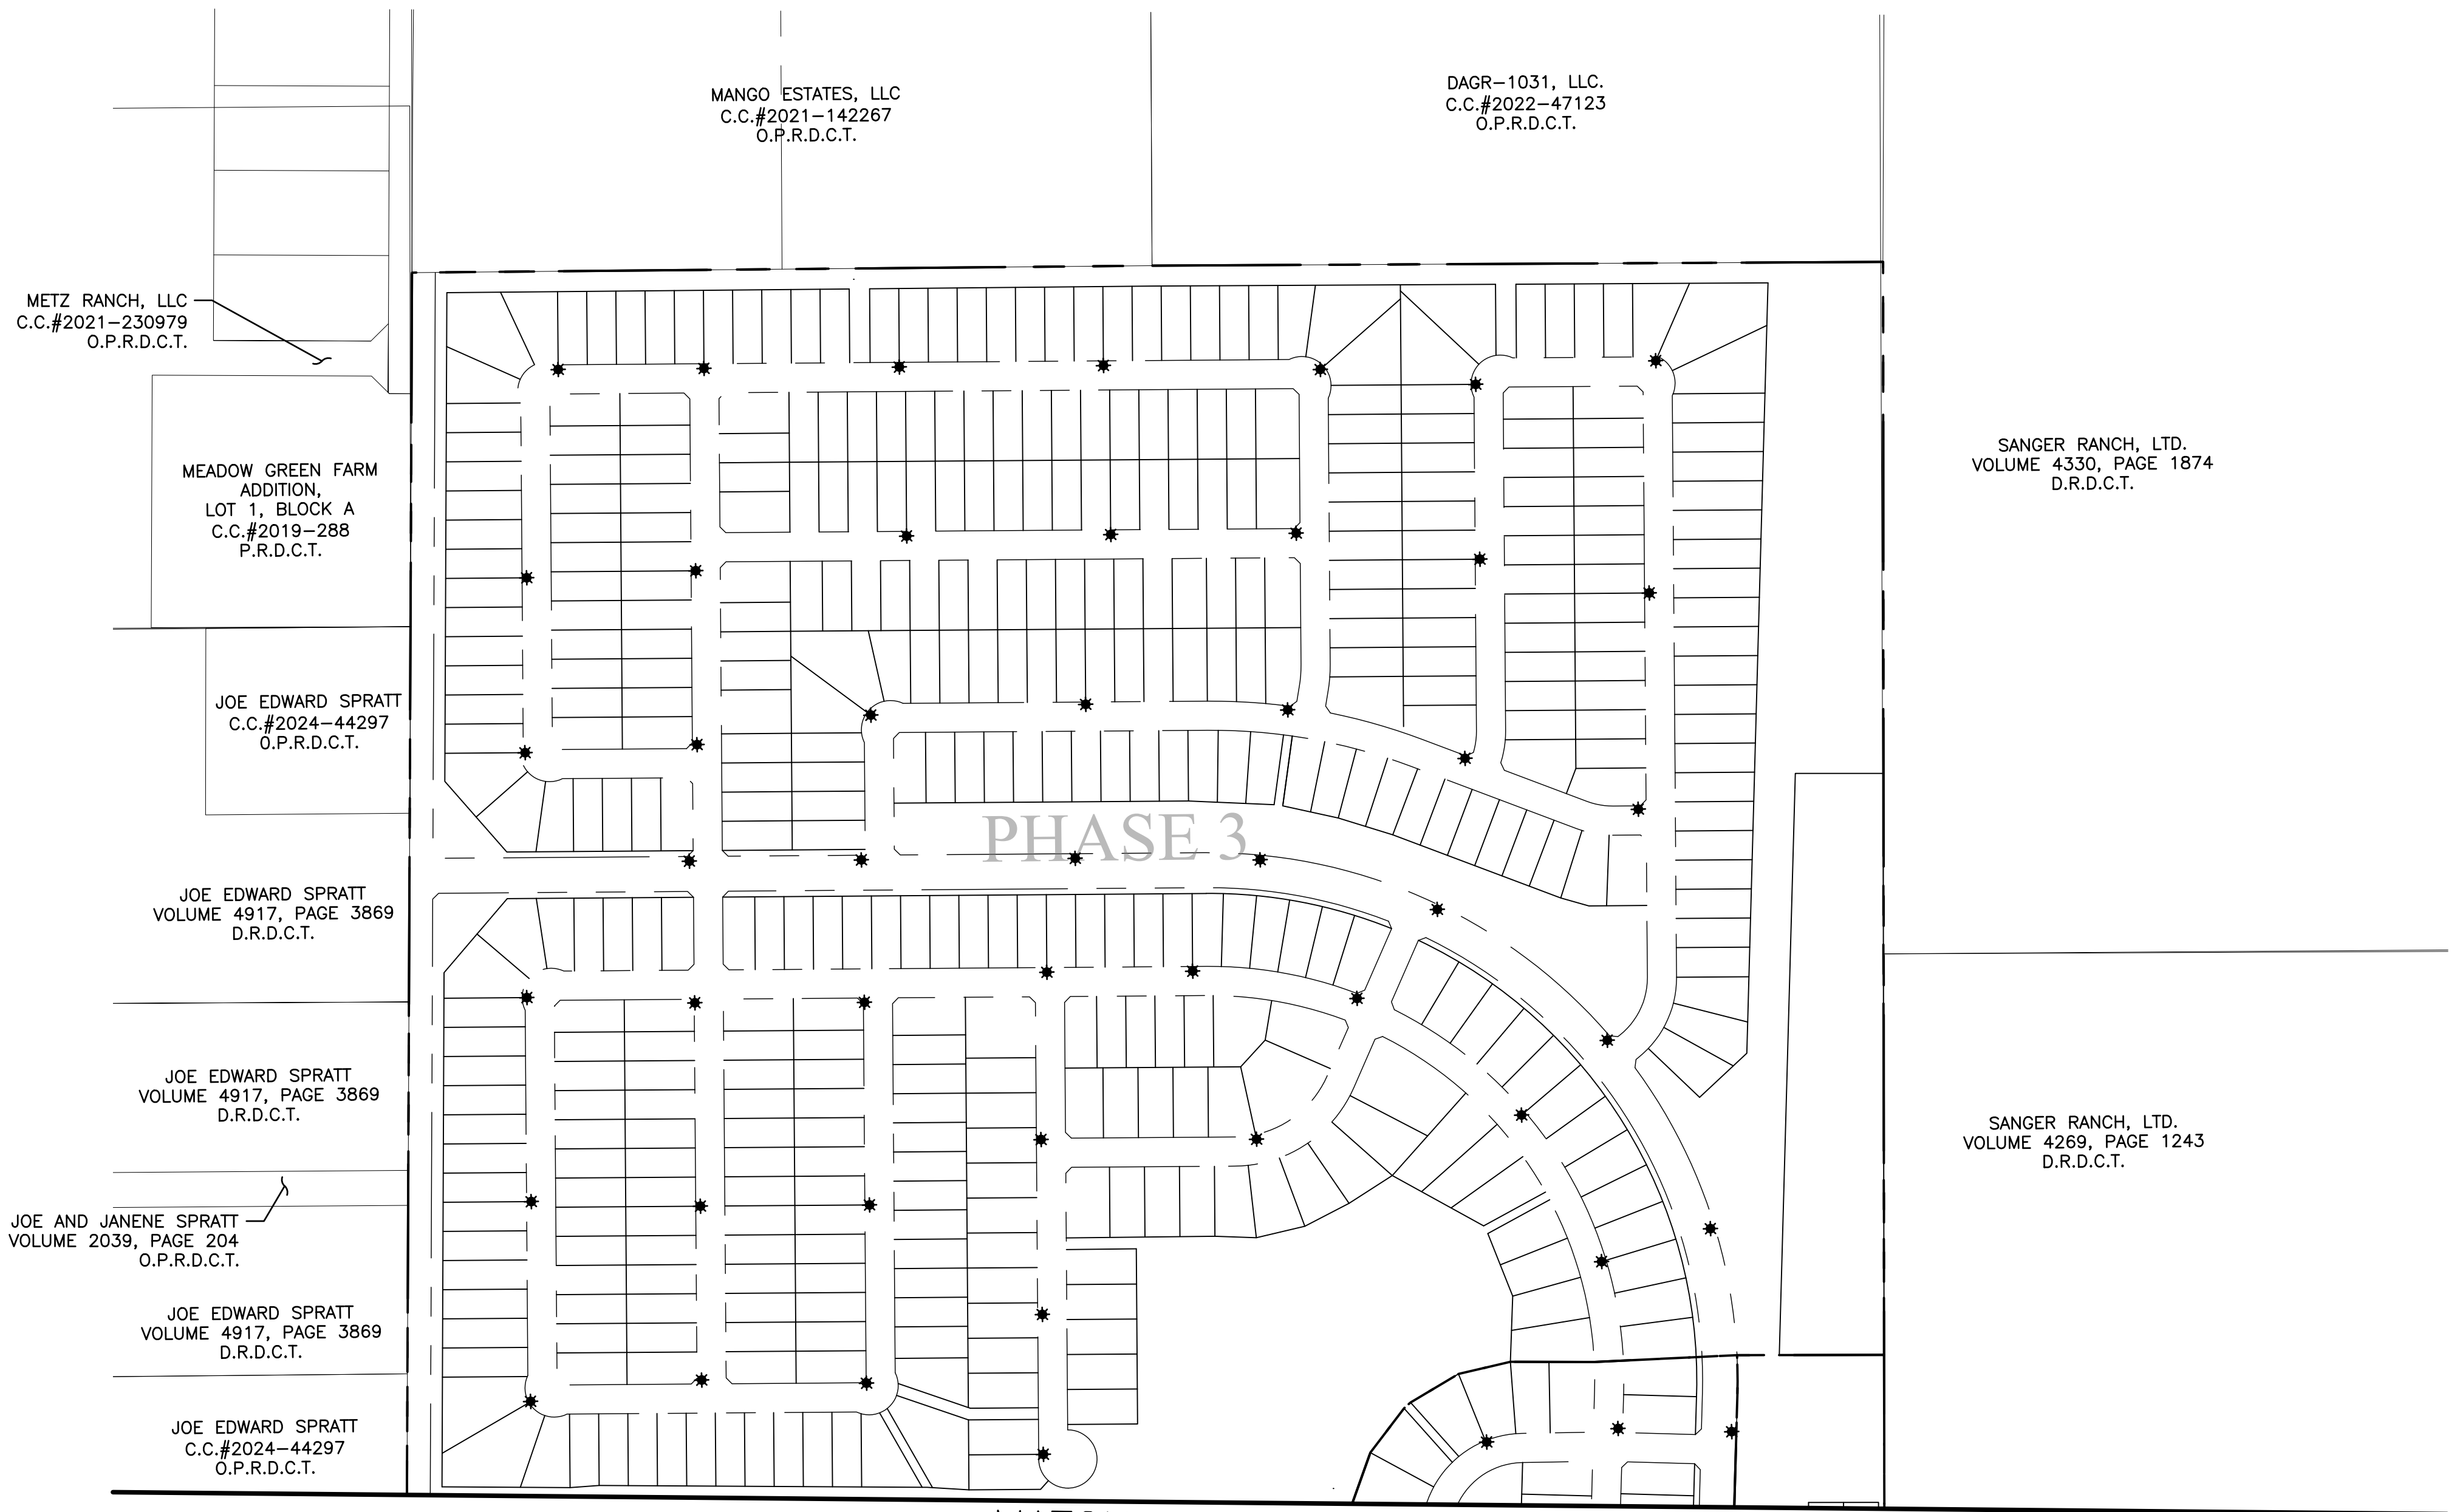 MANGO ESTATES, LLC
C.C.#2021-142267
O.P.R.D.C.T.
DAGR-1031, LLC.
C.C.#2022-47123
O.P.R.D.C.T.
METZ RANCH, LLC
C.C.#2021-230979
O.P.R.D.C.T.
MEADOW GREEN FARM
ADDITION,
LOT 1, BLOCK A
C.C.#2019-288
P.R.D.C.T.
SANGER RANCH, LTD.
VOLUME 4330, PAGE 1874
D.R.D.C.T.
JOE EDWARD SPRATT
C.C.#2024-44297
O.P.R.D.C.T.
PHASE 3
JOE EDWARD SPRATT
VOLUME 4917, PAGE 3869
D.R.D.C.T.
JOE EDWARD SPRATT
VOLUME 4917, PAGE 3869
D.R.D.C.T.
SANGER RANCH, LTD.
VOLUME 4269, PAGE 1243
D.R.D.C.T.
JOE AND JANENE SPRATT
VOLUME 2039, PAGE 204
O.P.R.D.C.T.
JOE EDWARD SPRATT
VOLUME 4917, PAGE 3869
D.R.D.C.T.
JOE EDWARD SPRATT
C.C.#2024-44297
O.P.R.D.C.T.